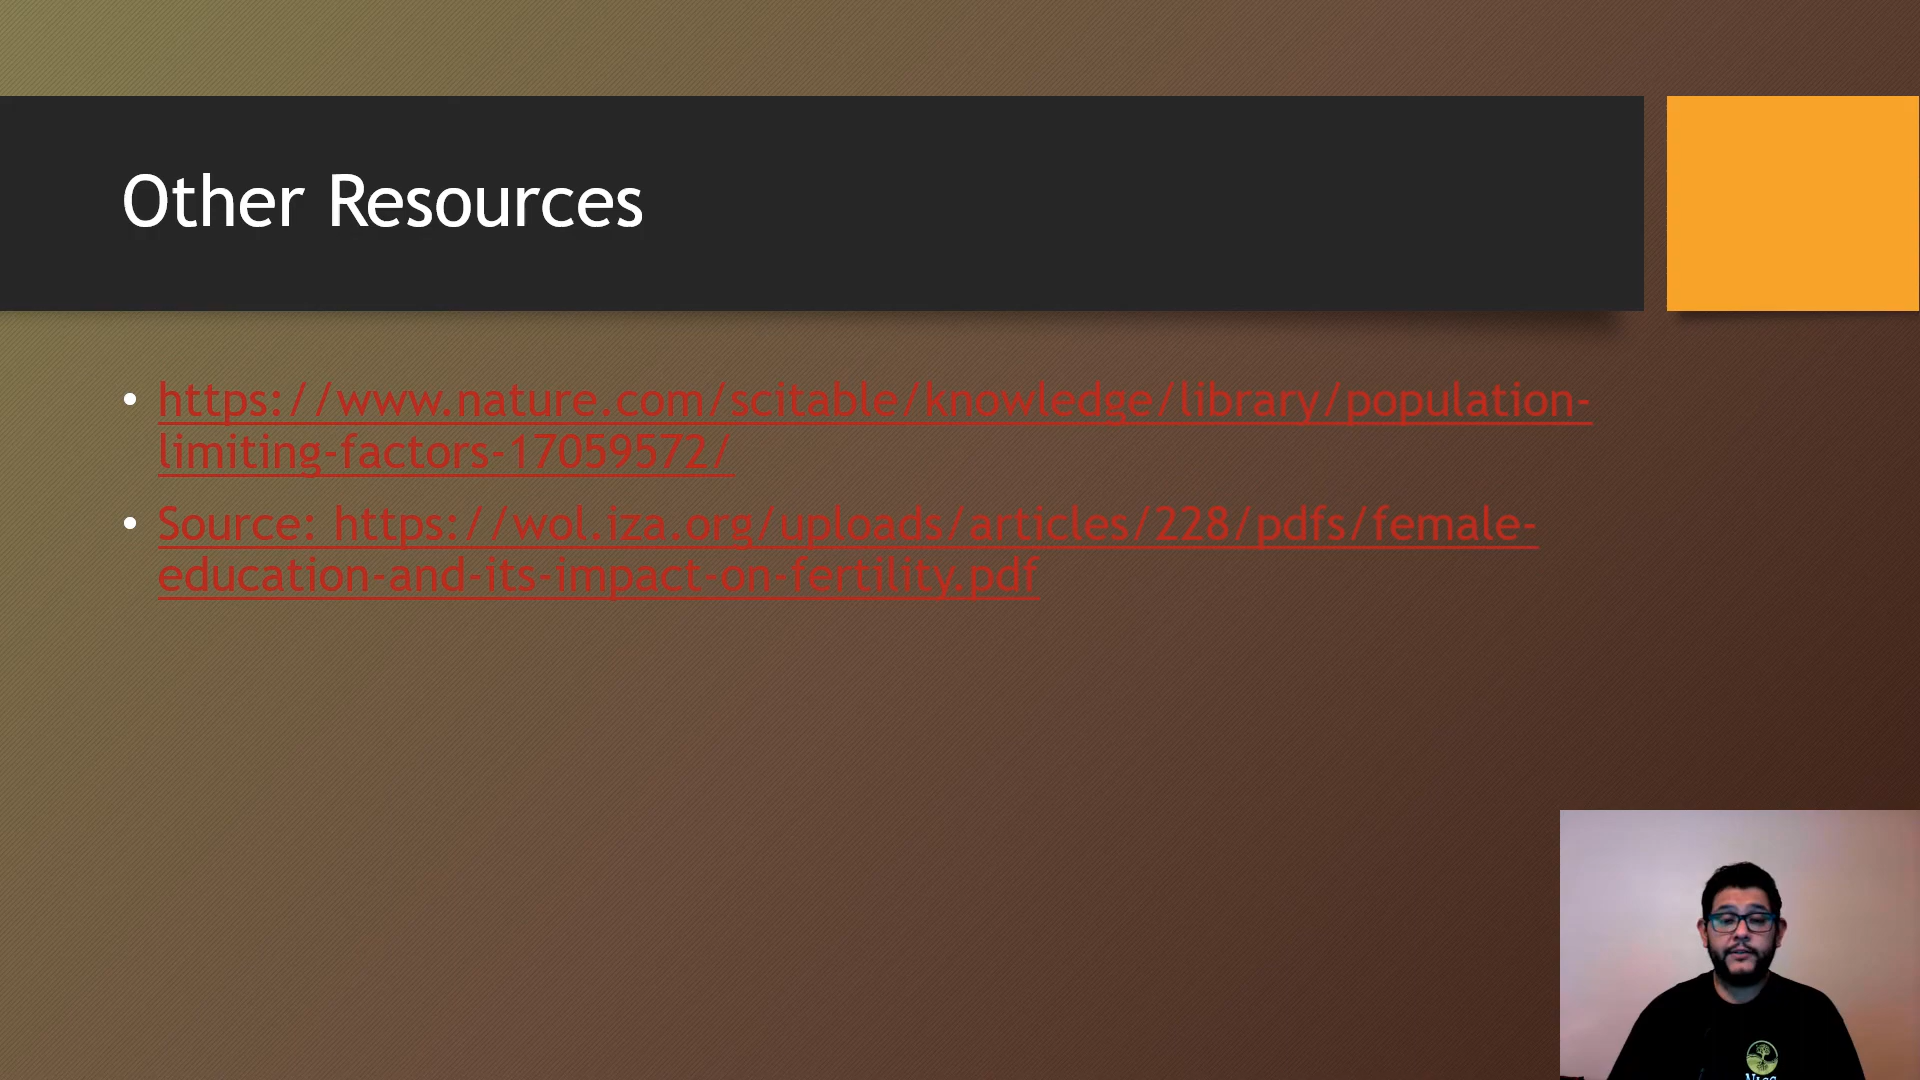 Other Resources
• https://www.nature.com/scitable/knowledge/library/population-
limiting-factors-17059572/
• Source: https://wol.iza.org/uploads/articles/228/pdfs/female-
education-and-its-impact-on-fertility.pdf